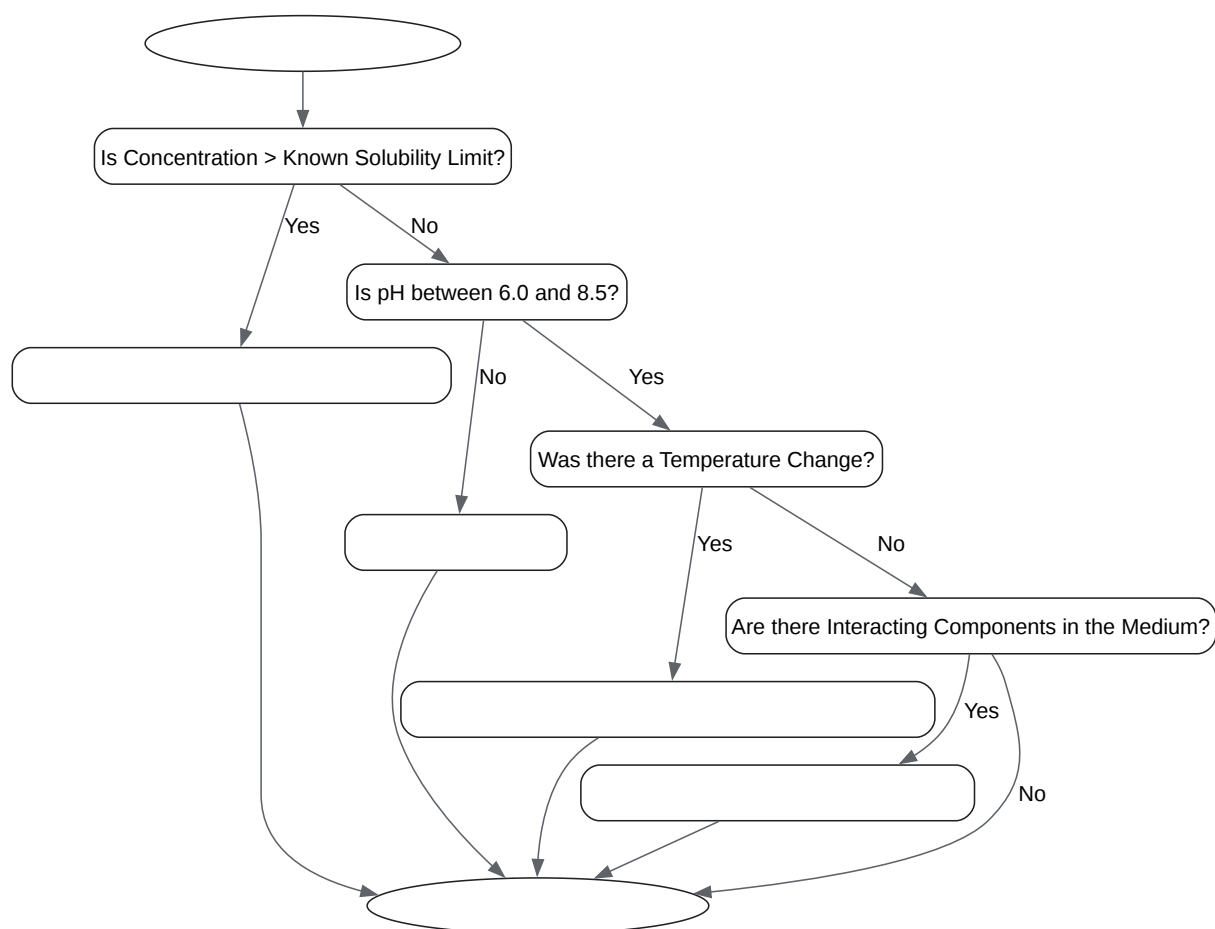 Is Concentration > Known Solubility Limit?
Yes
No
Is pH between 6.0 and 8.5?
No
Yes
Was there a Temperature Change?
Yes
No
Are there Interacting Components in the Medium?
Yes
No